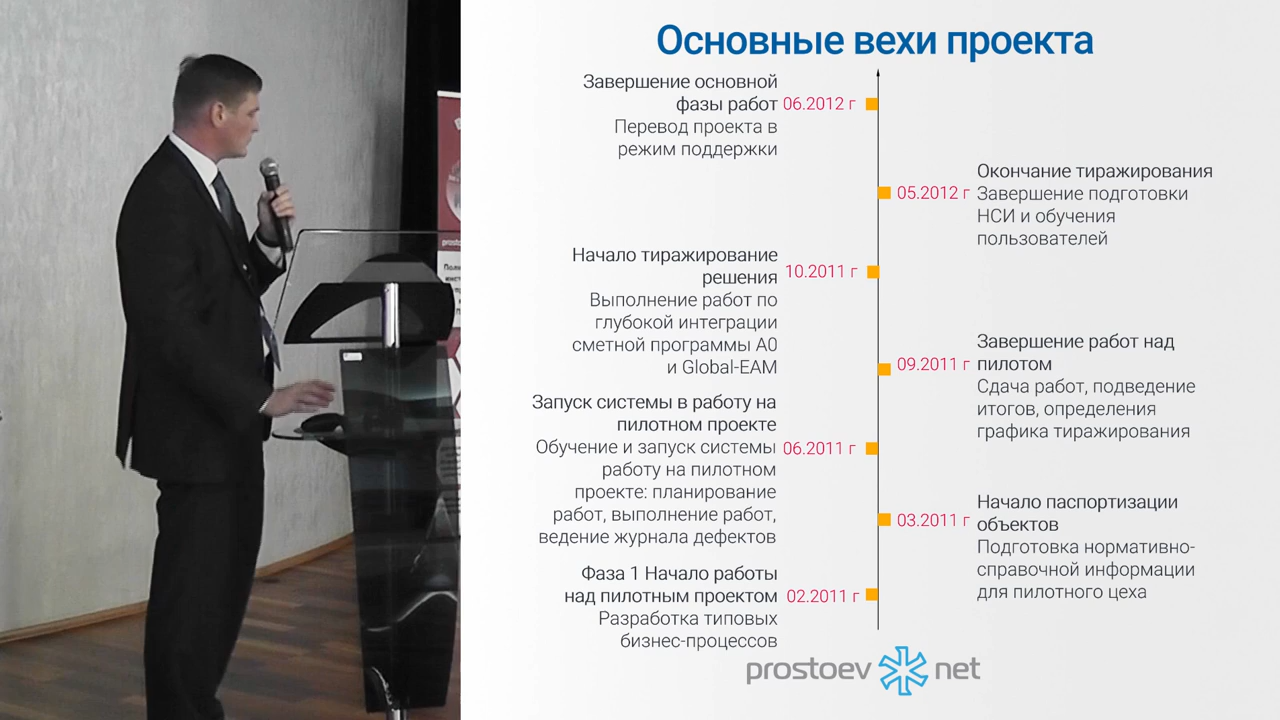 Основные вехи проекта
Завершение основной
фазы работ
06.2012 г
Перевод проекта в
режим поддержки
05.2012 г
Окончание тиражирования
Завершение подготовки
НСИ и обучения
пользователей
Начало тиражирование
решения
10.2011 г
Выполнение работ по
глубокой интеграции
сметной программы А0
и Global-EAM
09.2011 г
Завершение работ над
пилотом
Сдача работ, подведение
итогов, определения
графика тиражирования
Запуск системы в работу на
пилотном проекте
06.2011 г
Обучение и запуск системы
работу на пилотном
проекте: планирование
работ, выполнение работ,
ведение журнала дефектов
03.2011 г
Начало паспортизации
объектов
Подготовка нормативно-
справочной информации
для пилотного цеха
Фаза 1 Начало работы
над пилотным проектом
02.2011 г
Разработка типовых
бизнес-процессов
prostoev net